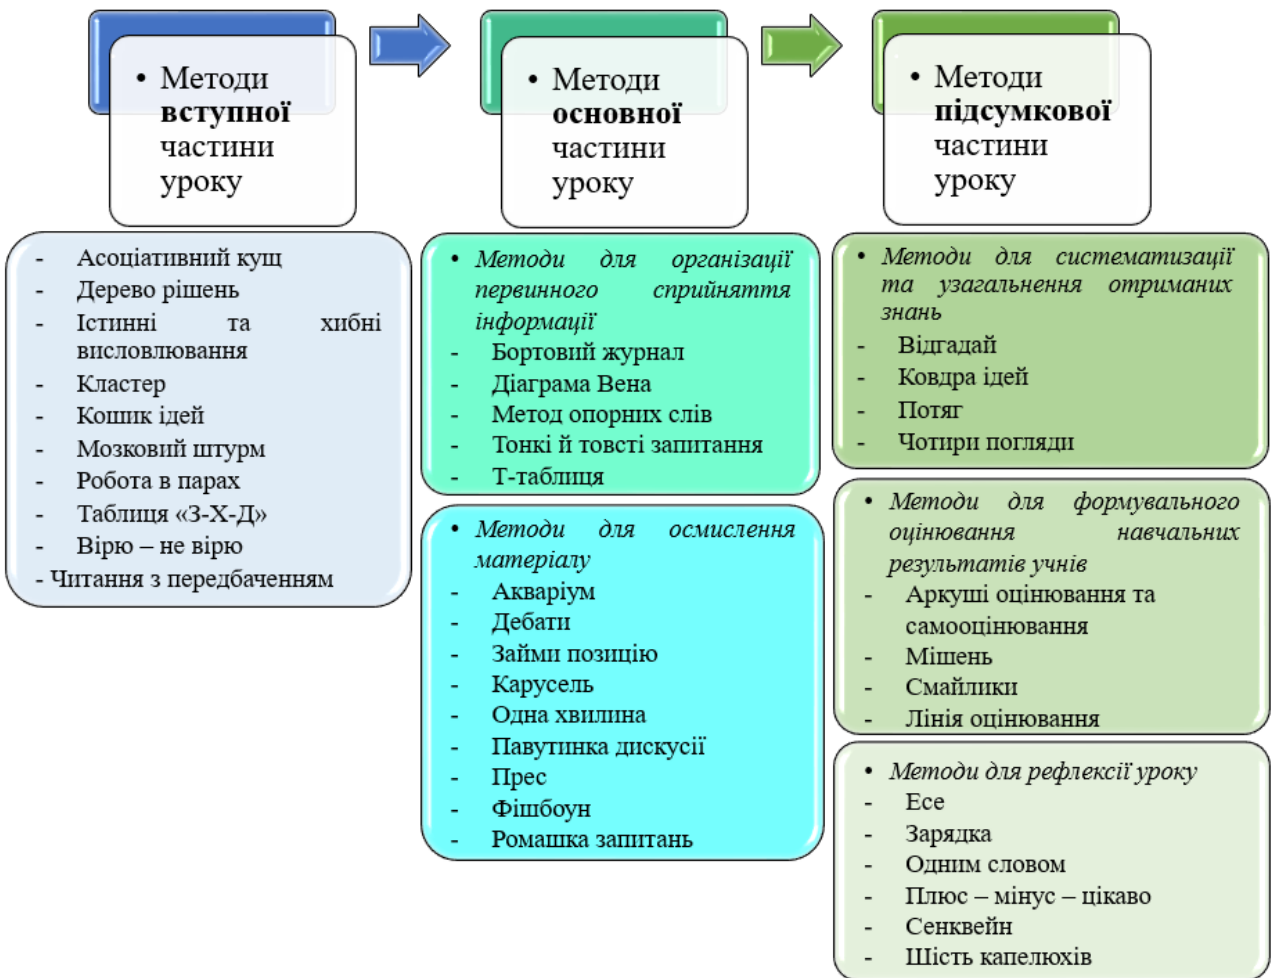 • Методи
вступної
частини
уроку
• Методи
основної
частини
уроку
• Методи
підсумкової
частини
уроку
- Асоціативний кущ
- Дерево рішень
- Істинні та хибні
висловлювання
- Кластер
- Кошик ідей
- Мозковий штурм
- Робота в парах
- Таблиця «З-Х-Д»
- Вірю – не вірю
- Читання з передбаченням
• Методи для організації
первинного сприйняття
інформації
- Бортовий журнал
- Діаграма Вена
- Метод опорних слів
- Тонкі й товсті запитання
- Т-таблиця
• Методи для осмислення
матеріалу
- Акваріум
- Дебати
- Займи позицію
- Карусель
- Одна хвилина
- Павутинка дискусії
- Прес
- Фішбоун
- Ромашка запитань
• Методи для систематизації
та узагальнення отриманих
знань
- Відгадай
- Ковдра ідей
- Потяг
- Чотири погляди
• Методи для формувального
оцінювання навчальних
результатів учнів
- Аркуші оцінювання та
самооцінювання
- Мішень
- Смайлики
- Лінія оцінювання
• Методи для рефлексії уроку
- Есе
- Зарядка
- Одним словом
- Плюс – мінус – цікаво
- Сенквейн
- Шість капелюхів